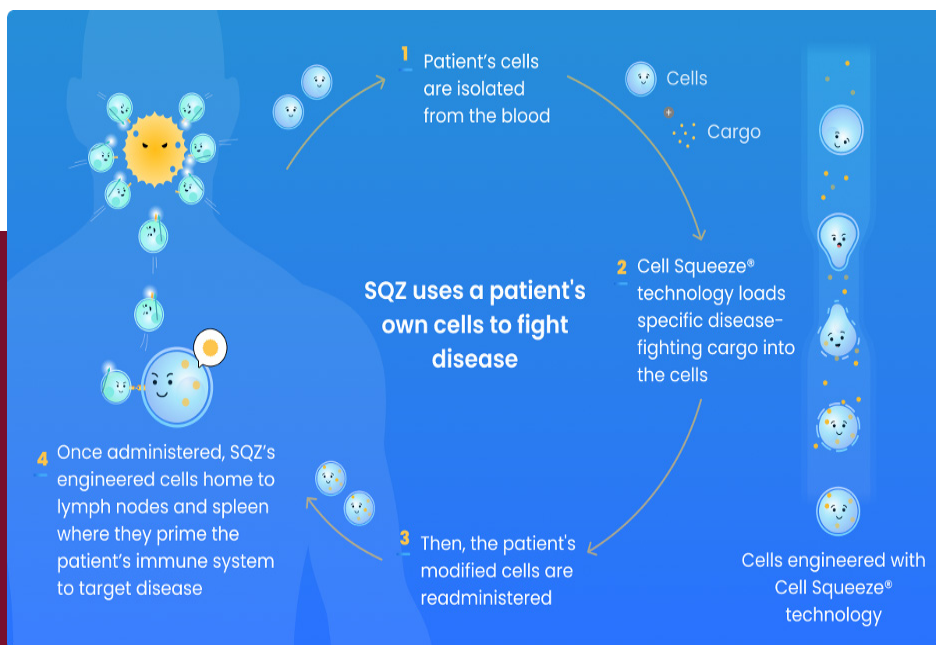 1 Patient's cells
are isolated
from the blood
Cells
Cargo
2 Cell Squeeze®
technology loads
specific disease-
fighting cargo into
the cells
SQZ uses a patient's
own cells to fight
disease
3 Then, the patient's
modified cells are
readministered
4 Once administered, SQZ's
engineered cells home to
lymph nodes and spleen
where they prime the
patient's immune system
to target disease
Cells engineered with
Cell Squeeze®
technology